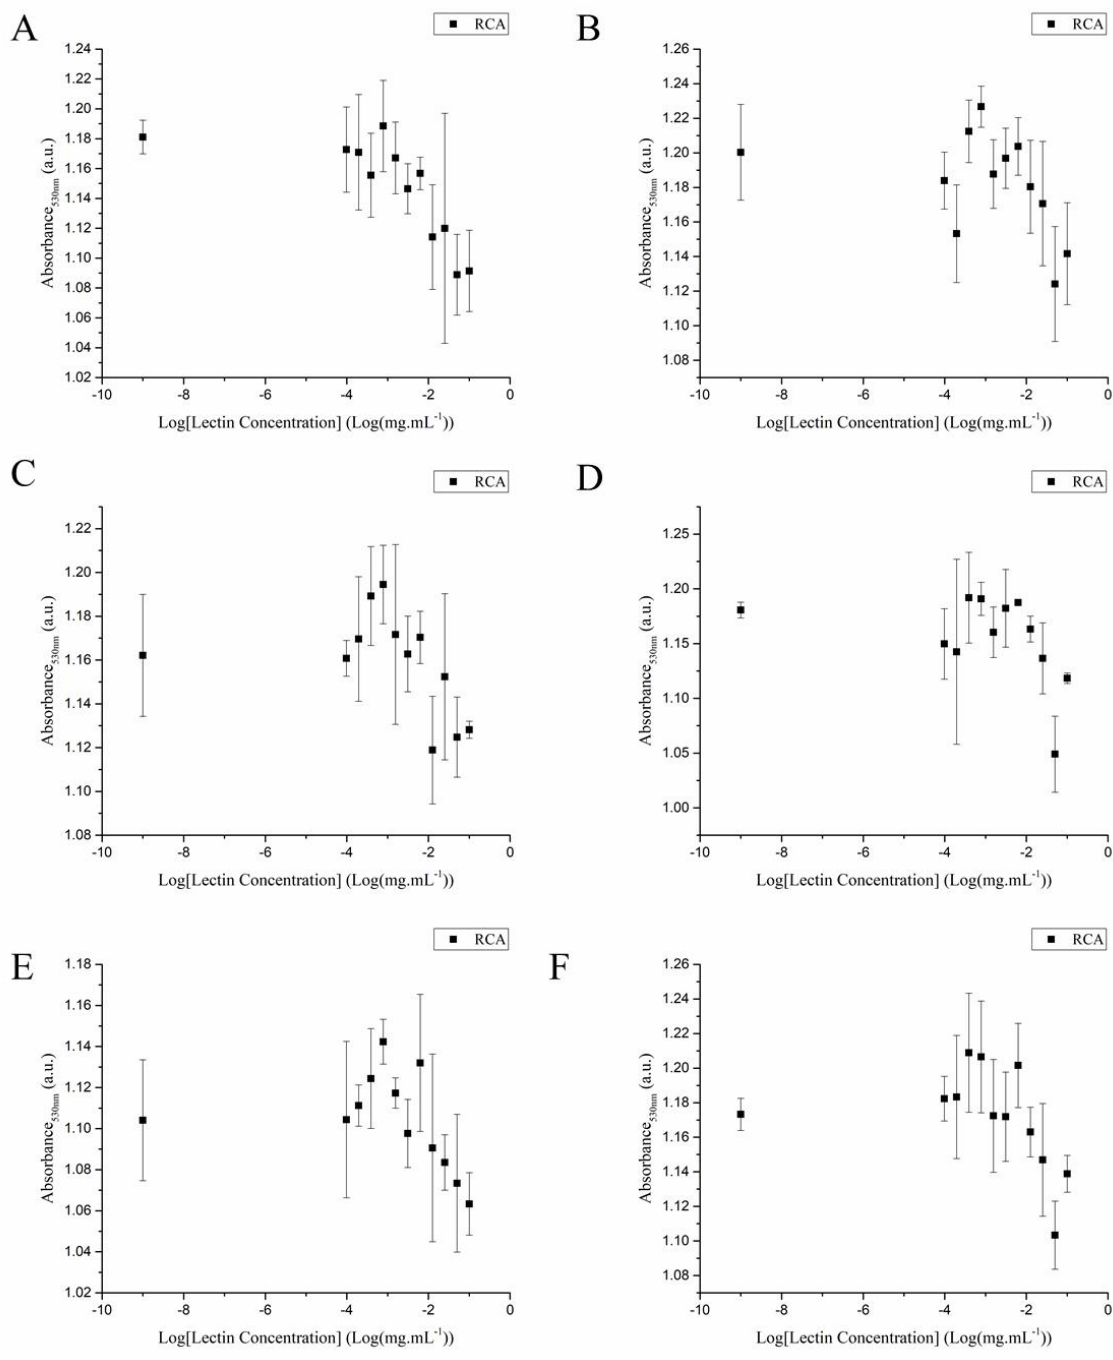 A
RCA
1.24
1.22
1.20
1.18
1.16
1.14
1.12
1.10
1.08
1.06
1.04
1.02
Absorbance530nm (a.u.)
-10 -8 -6 -4 -2 0
Log[Lectin Concentration] (Log(mg.mL-1))
B
RCA
1.26
1.24
1.22
1.20
1.18
1.16
1.14
1.12
1.10
1.08
Absorbance530nm (a.u.)
-10 -8 -6 -4 -2 0
Log[Lectin Concentration] (Log(mg.mL-1))
C
RCA
1.22
1.20
1.18
1.16
1.14
1.12
1.10
1.08
Absorbance530nm (a.u.)
-10 -8 -6 -4 -2 0
Log[Lectin Concentration] (Log(mg.mL-1))
D
RCA
1.25
1.20
1.15
1.10
1.05
1.00
Absorbance530nm (a.u.)
-10 -8 -6 -4 -2 0
Log[Lectin Concentration] (Log(mg.mL-1))
E
RCA
1.18
1.16
1.14
1.12
1.10
1.08
1.06
1.04
1.02
Absorbance530nm (a.u.)
-10 -8 -6 -4 -2 0
Log[Lectin Concentration] (Log(mg.mL-1))
F
RCA
1.26
1.24
1.22
1.20
1.18
1.16
1.14
1.12
1.10
1.08
Absorbance530nm (a.u.)
-10 -8 -6 -4 -2 0
Log[Lectin Concentration] (Log(mg.mL-1))